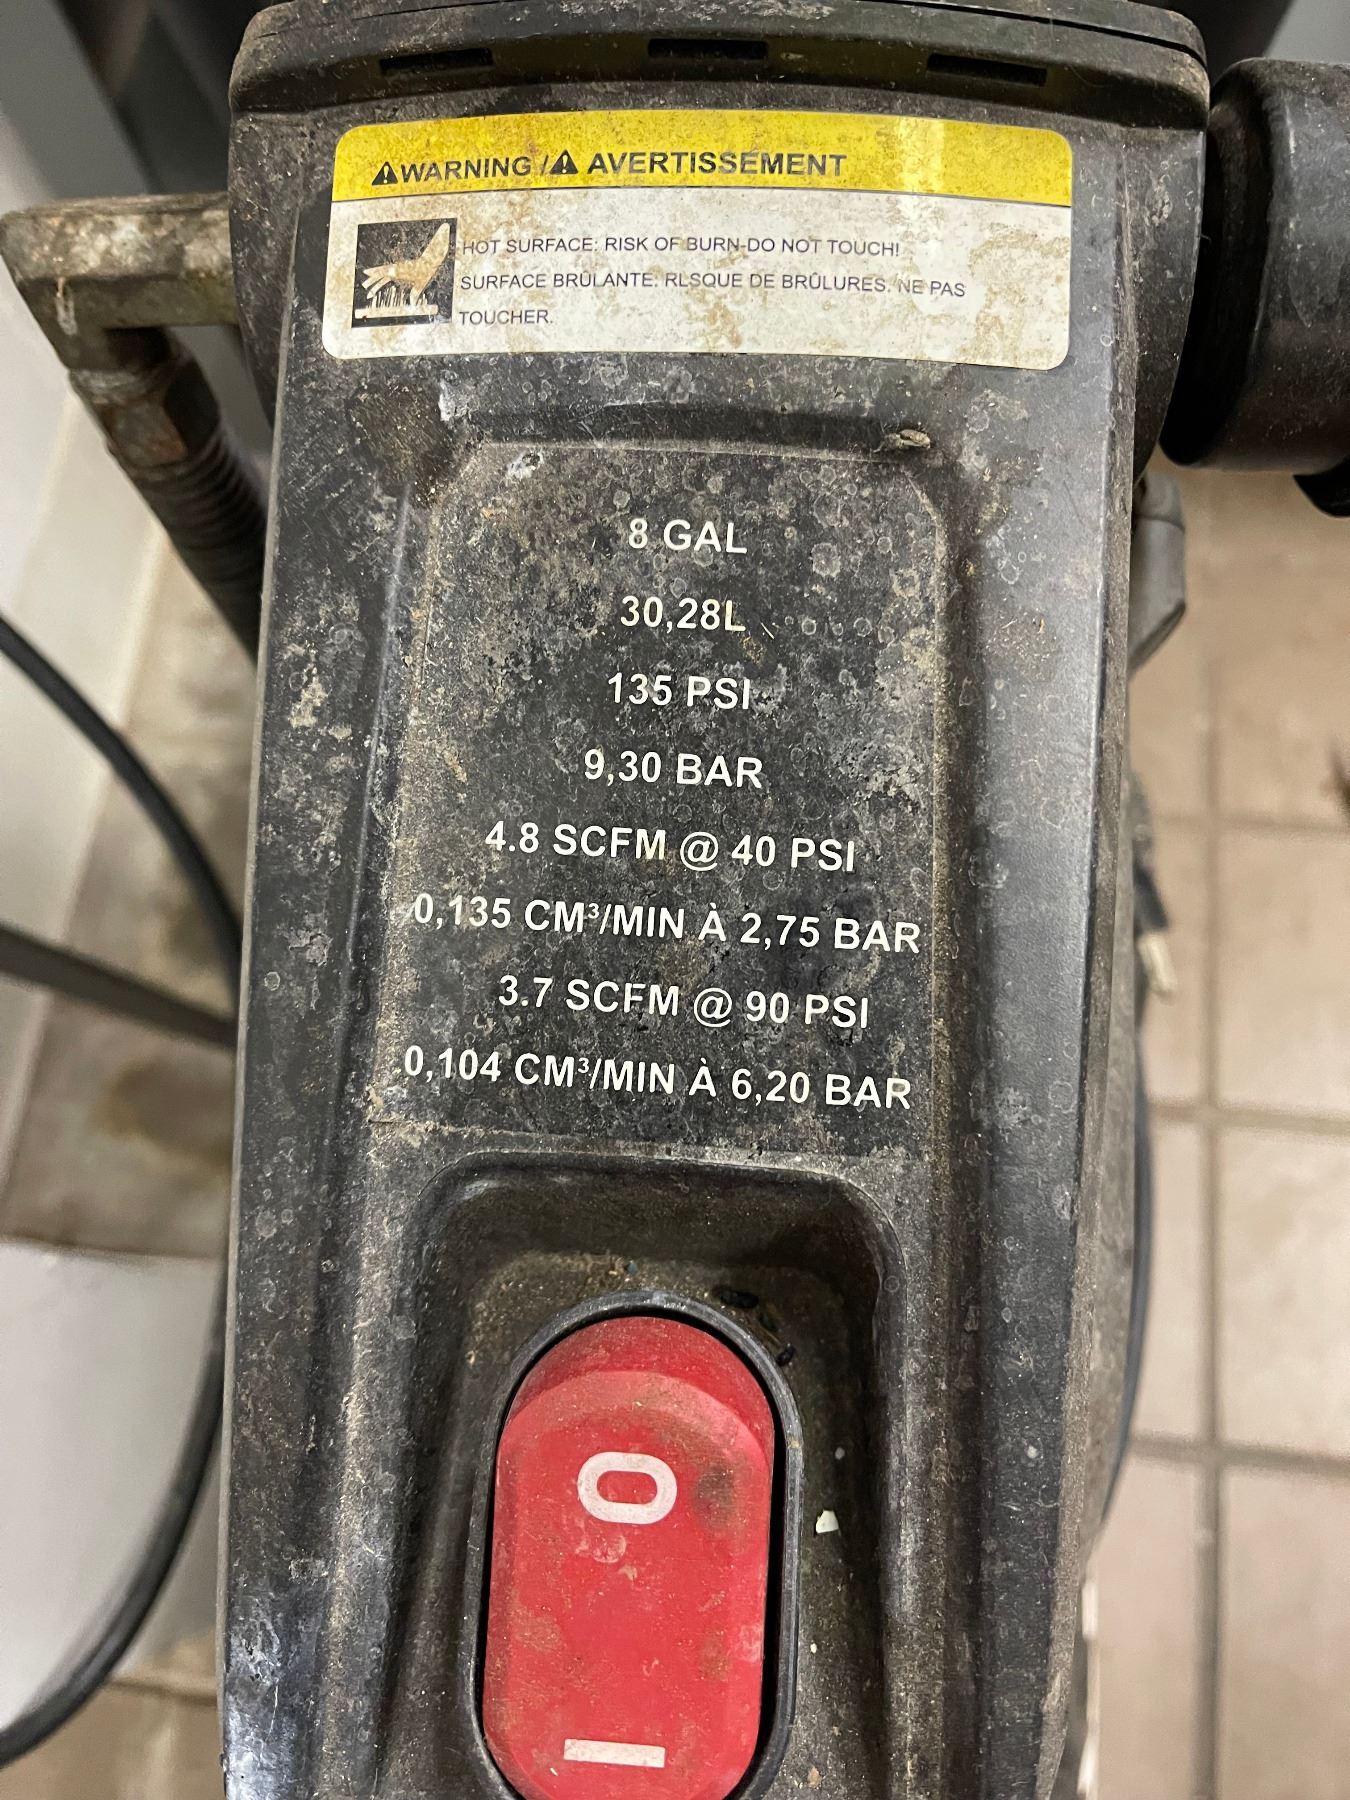 ⚠WARNING /⚠ AVERTISSEMENT
HOT SURFACE: RISK OF BURN-DO NOT TOUCH!
SURFACE BRÛLANTE: RLSQUE DE BRÛLURES. NE PAS
TOUCHER.
8 GAL
30,28L
135 PSI
9,30 BAR
4.8 SCFM @ 40 PSI
0,135 CM³/MIN À 2,75 BAR
3.7 SCFM @ 90 PSI
0,104 CM³/MIN À 6,20 BAR
O
I